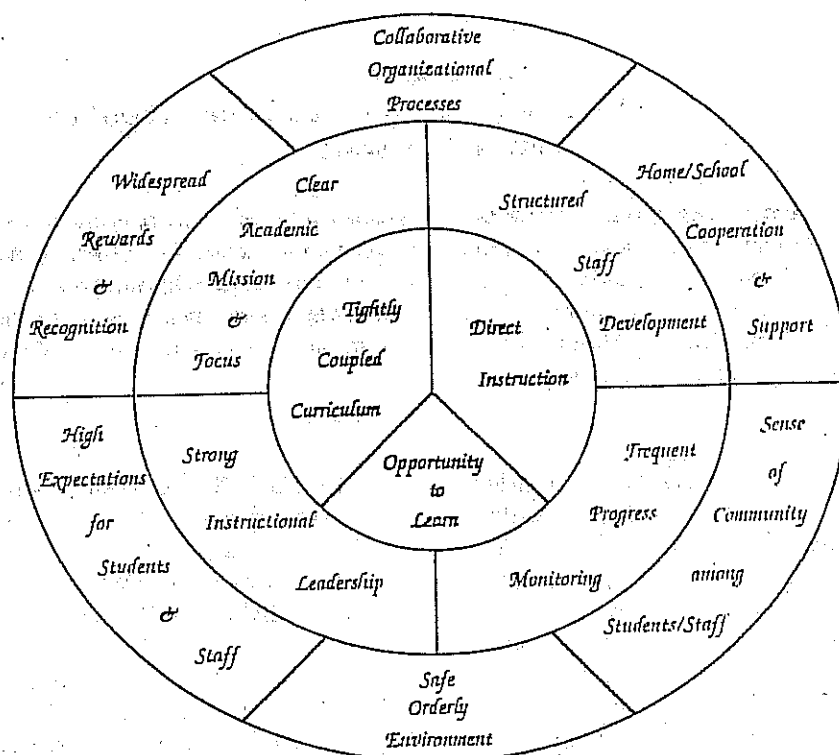 Collaborative
Organizational
Processes
Widespread
Rewards
&
Recognition
Clear
Academic
Mission
&
Focus
Structured
Staff
Development
Home/School
Cooperation
&
Support
Tightly
Coupled
Curriculum
Direct
Instruction
Opportunity
to
Learn
High
Expectations
for
Students
&
Staff
Strong
Instructional
Leadership
Frequent
Progress
Monitoring
Sense
of
Community
among
Students/Staff
Safe
Orderly
Environment